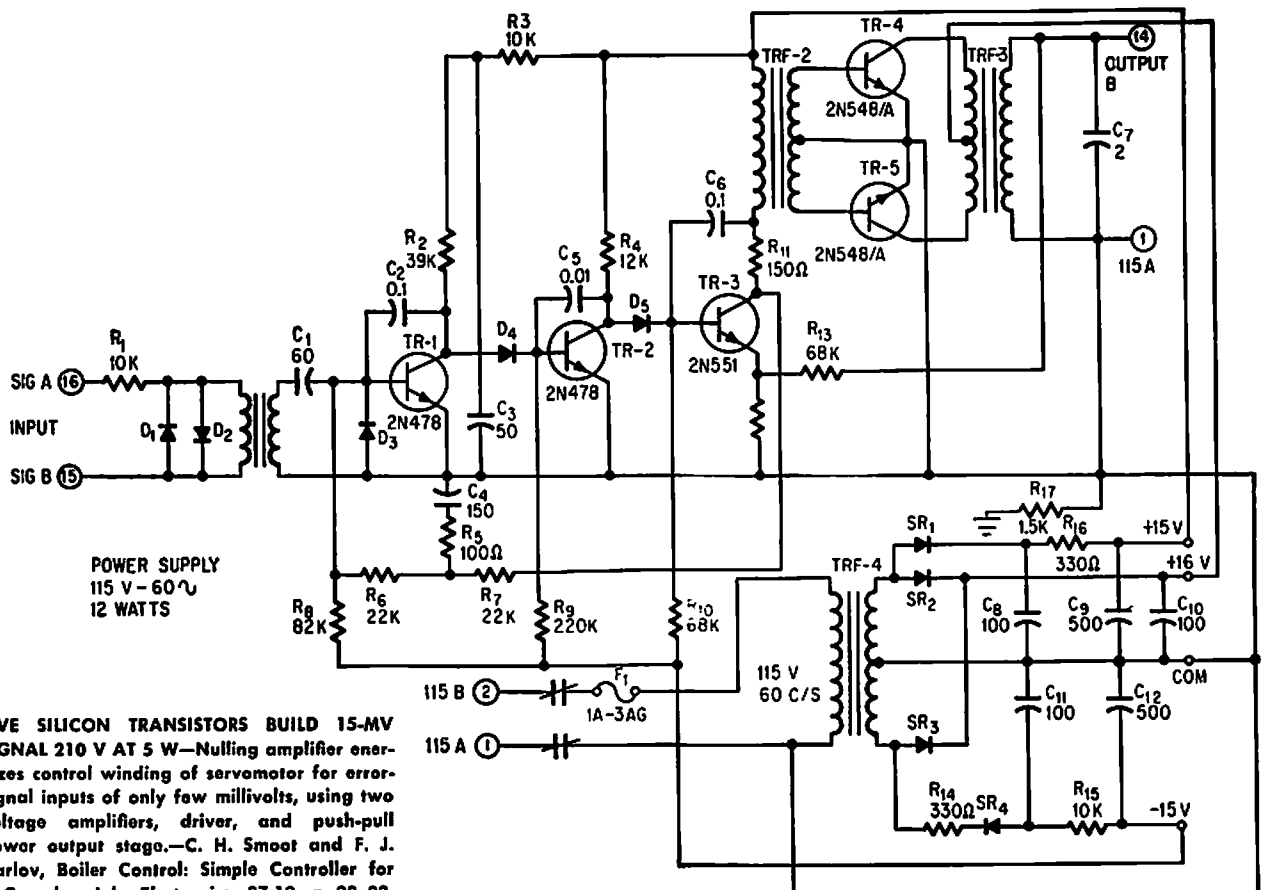 R3
10K
TR-4
TRF-2
TRF-3
14
OUTPUT
B
2N548/A
C7
2
TR-5
C6
0.1
2N548/A
1
115A
R2
39K
C2
0.1
C5
0.01
R4
12K
R11
150Ω
TR-3
D5
D4
TR-1
TR-2
R13
68K
C1
60
R1
10K
SIG A 16
INPUT
SIG B 15
D1
D2
D3
2N478
C3
50
2N478
2N551
C4
150
R5
100Ω
R17
1.5K
R16
330Ω
+15V
+16 V
SR1
SR2
TRF-4
POWER SUPPLY
115 V-60∿
12 WATTS
R8
82K
R6
22K
R7
22K
R9
220K
R10
68K
C8
100
C9
500
C10
100
COM
115 V
60 C/S
115 B 2
F1
1A-3AG
C11
100
C12
500
115 A 1
SR3
R14
330Ω
SR4
R15
10K
-15V
VE SILICON TRANSISTORS BUILD 15-MV
GNAL 210 V AT 5 W—Nulling amplifier ener-
zes control winding of servomotor for error-
gnal inputs of only few millivolts, using two
ltage amplifiers, driver, and push-pull
ower output stage.—C. H. Smoot and F. J.
arlov, Boiler Control: Simple Controller for